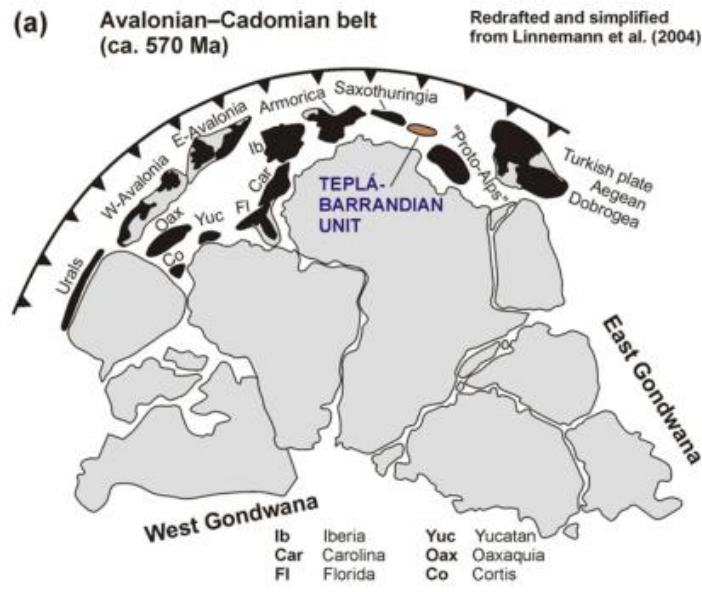 (a)
Avalonian–Cadomian belt
(ca. 570 Ma)
Redrafted and simplified
from Linnemann et al. (2004)
Armorica
Saxothuringia
E-Avalonia
Ib
W-Avalonia
Car
TEPLÁ-
BARRANDIAN
UNIT
"Proto-Alps"
Turkish plate
Aegean
Dobrogea
Oax
Yuc
Fl
Co
Urals
East Gondwana
West Gondwana
Ib Iberia
Car Carolina
Fl Florida
Yuc Yucatan
Oax Oaxaquia
Co Cortis